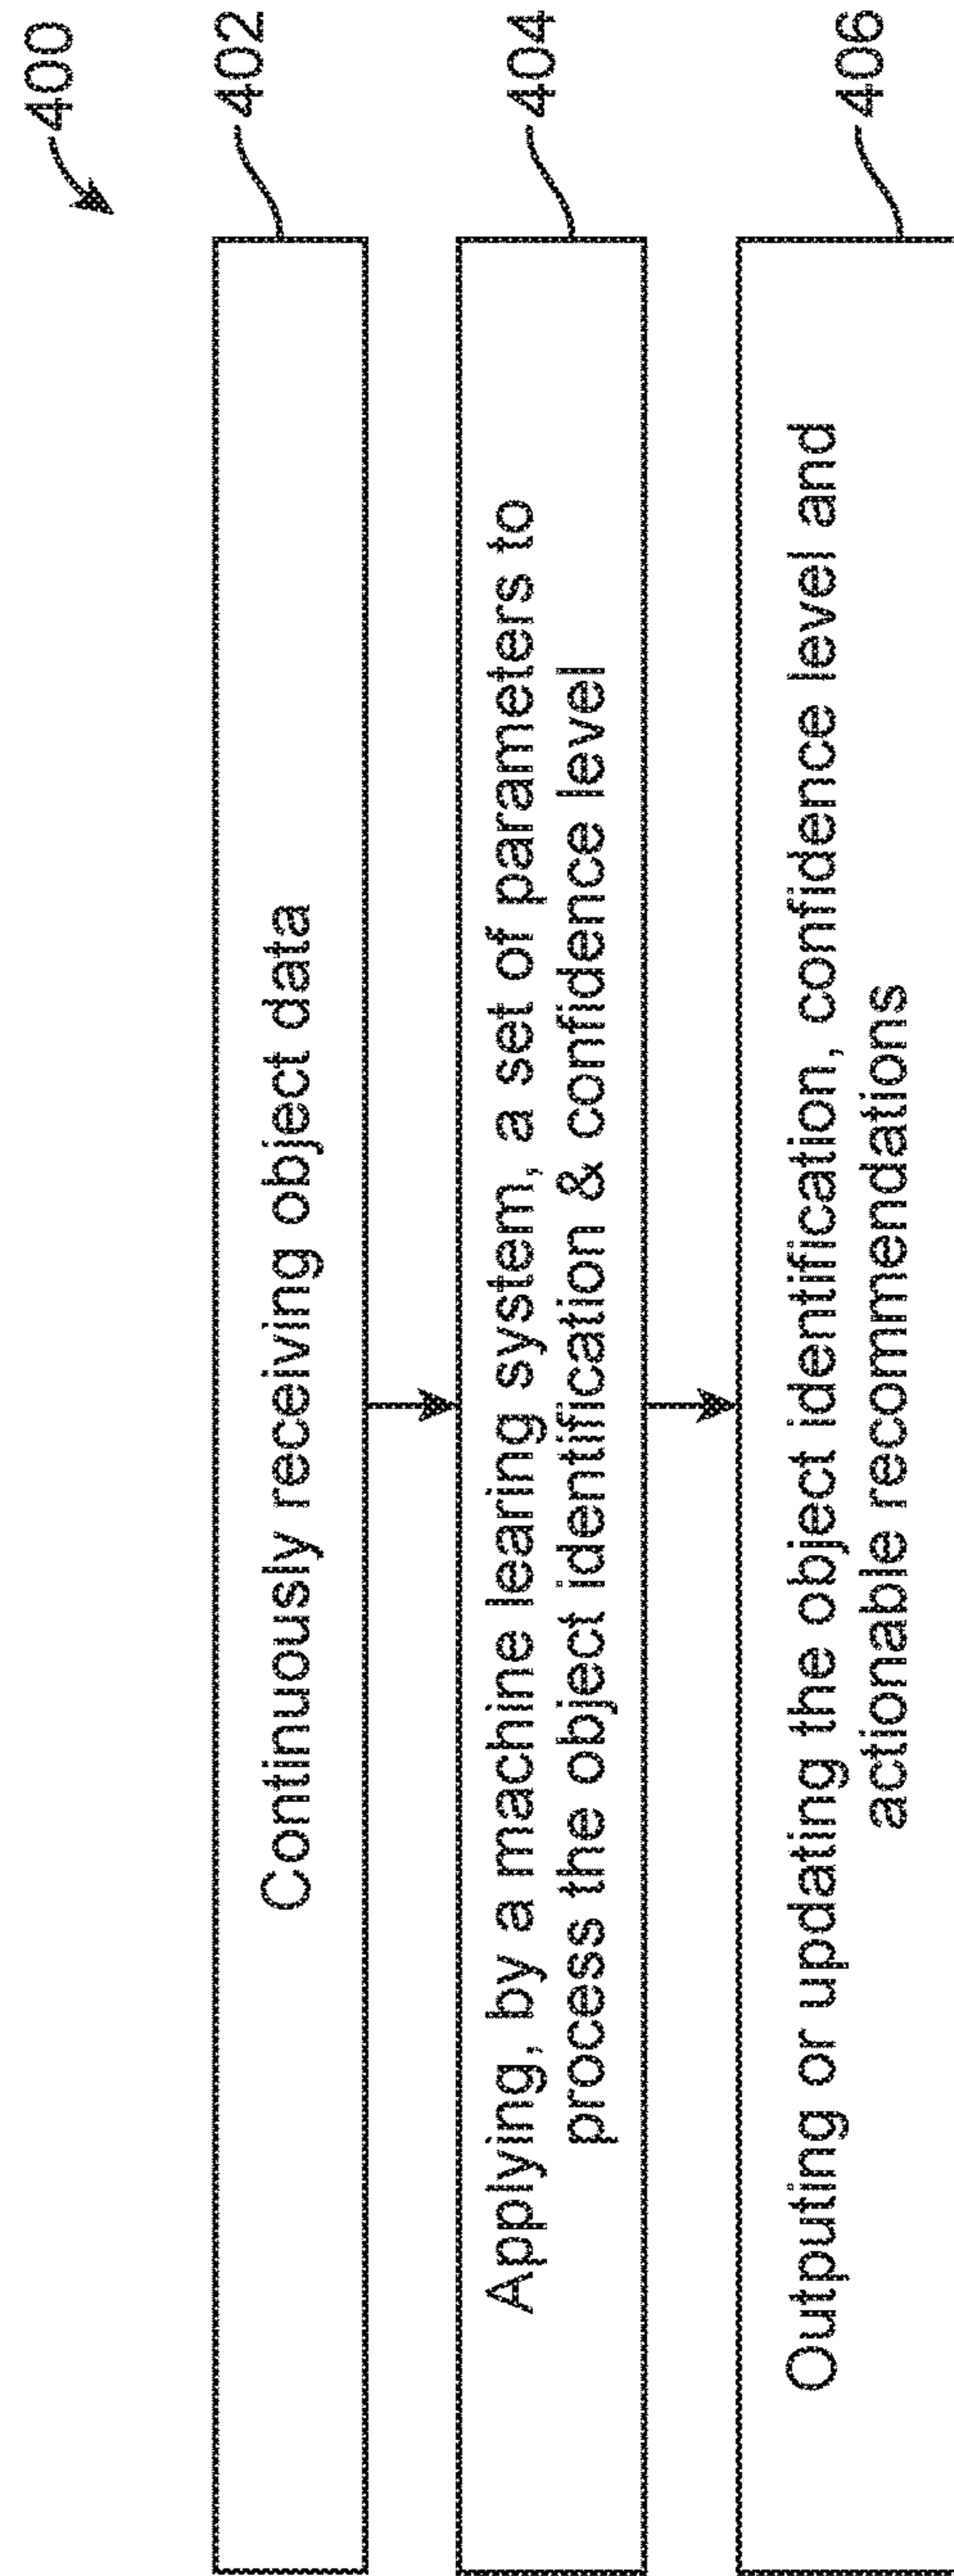 400
402
Continuously receiving object data
404
Applying, by a machine learing system, a set of parameters to
process the object identification & confidence level
406
Outputing or updating the object identification, confidence level and
actionable recommendations